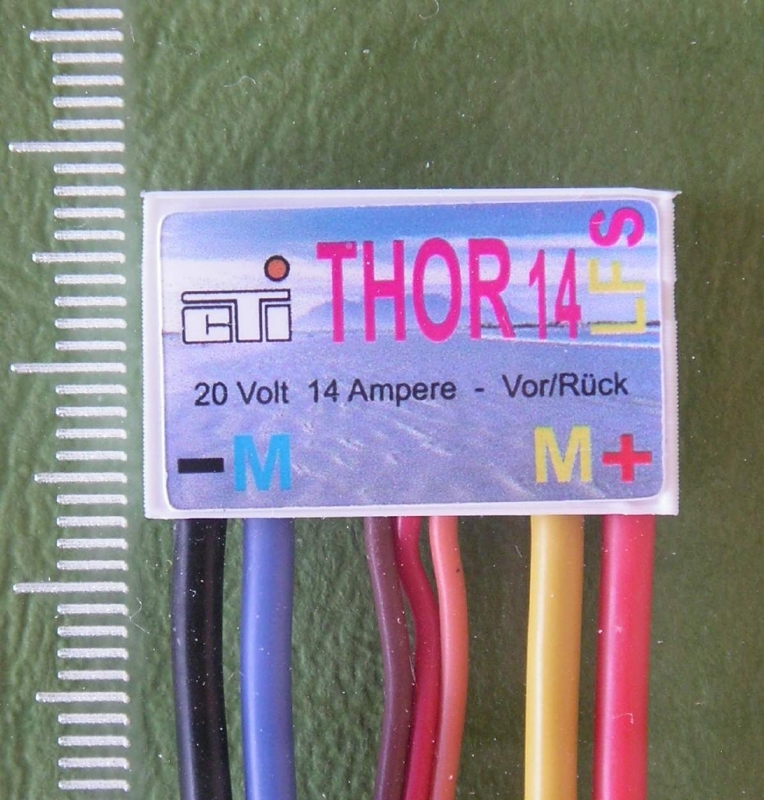 CTi THOR 14 LFS
20 Volt 14 Ampere - Vor/Rück
-M M+